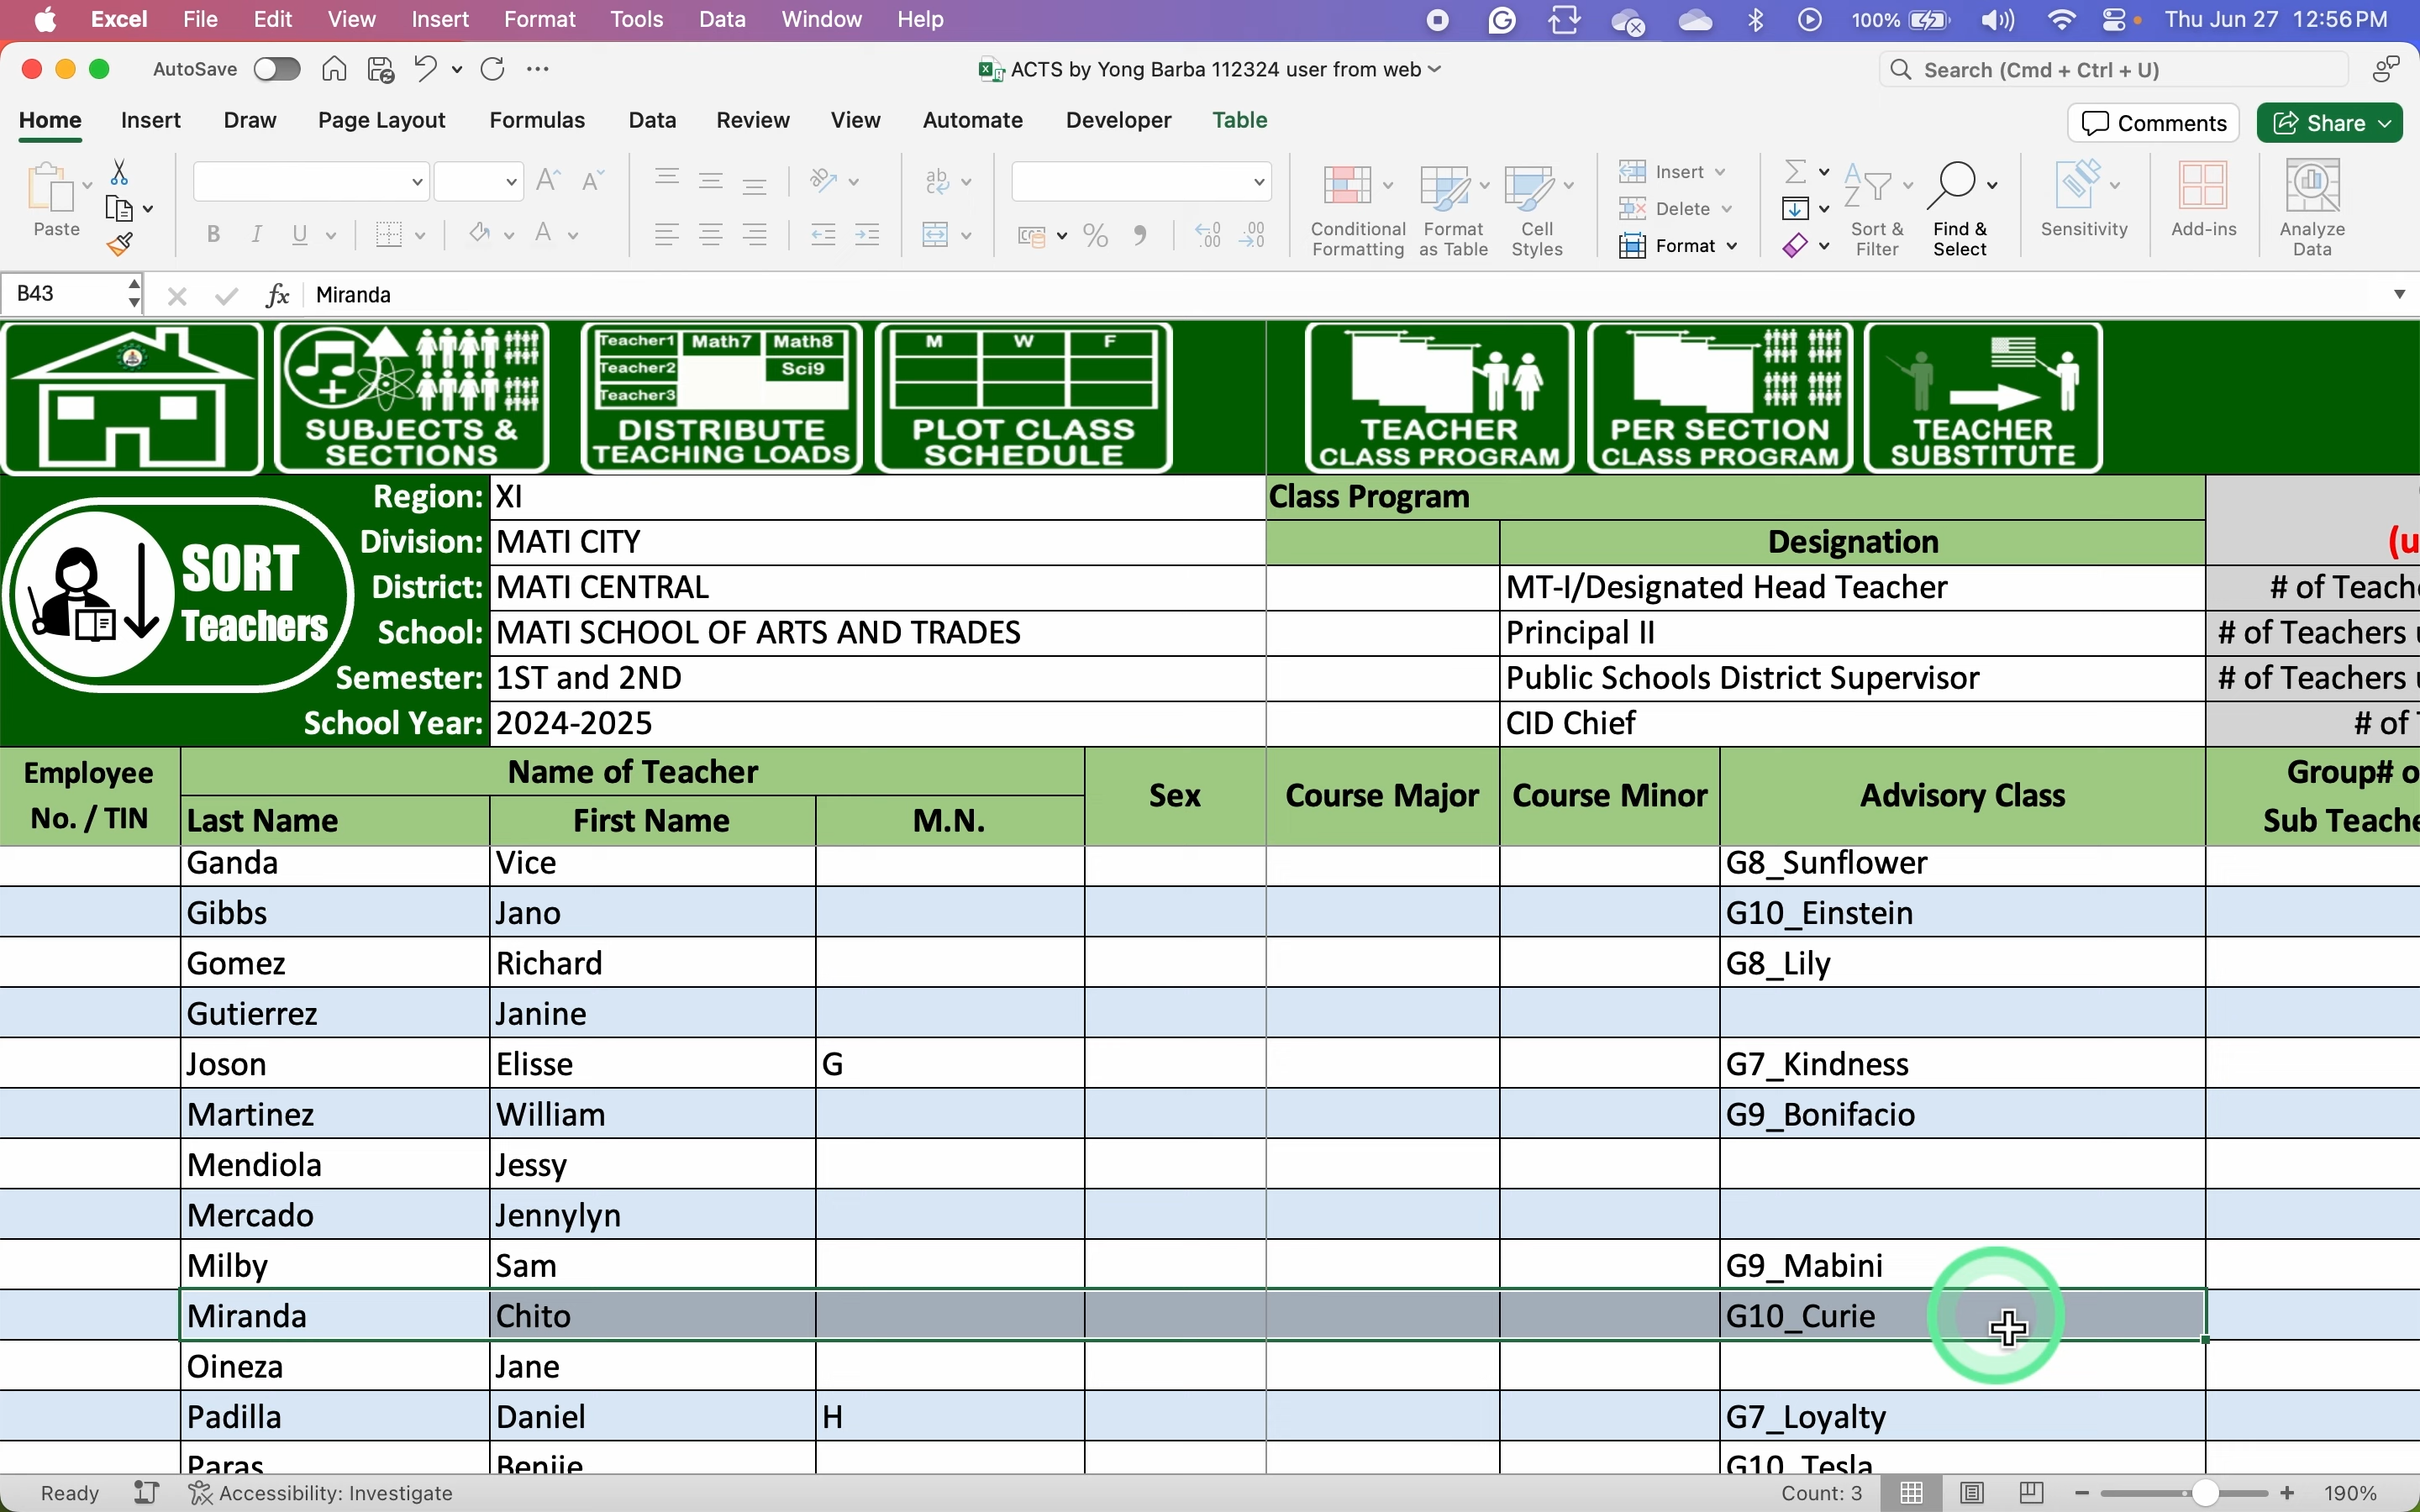 Excel File Edit View Insert Format Tools Data Window Help 100% Thu Jun 27 12:56 PM
AutoSave ACTS by Yong Barba 112324 user from web Search (Cmd + Ctrl + U)
Home Insert Draw Page Layout Formulas Data Review View Automate Developer Table Comments Share
Paste Conditional Formatting Format as Table Cell Styles Insert Delete Format Sort & Filter Find & Select Sensitivity Add-ins Analyze Data
B43 fx Miranda
Teacher1 Math7 Math8
Teacher2 Sci9
Teacher3
M W F
SUBJECTS &
SECTIONS
DISTRIBUTE
TEACHING LOADS
PLOT CLASS
SCHEDULE
TEACHER
CLASS PROGRAM
PER SECTION
CLASS PROGRAM
TEACHER
SUBSTITUTE
SORT
Teachers
Region: XI Class Program
Division: MATI CITY Designation (u
District: MATI CENTRAL MT-I/Designated Head Teacher # of Teach
School: MATI SCHOOL OF ARTS AND TRADES Principal II # of Teachers
Semester: 1ST and 2ND Public Schools District Supervisor # of Teachers
School Year: 2024-2025 CID Chief # of
Employee No. / TIN Name of Teacher Sex Course Major Course Minor Advisory Class Group# o
Last Name First Name M.N. Sub Teach
Ganda Vice G8_Sunflower
Gibbs Jano G10_Einstein
Gomez Richard G8_Lily
Gutierrez Janine
Joson Elisse G G7_Kindness
Martinez William G9_Bonifacio
Mendiola Jessy
Mercado Jennylyn
Milby Sam G9_Mabini
Miranda Chito G10_Curie
Oineza Jane
Padilla Daniel H G7_Loyalty
Paras Benjie G10_Tesla
Ready Accessibility: Investigate Count: 3 190%